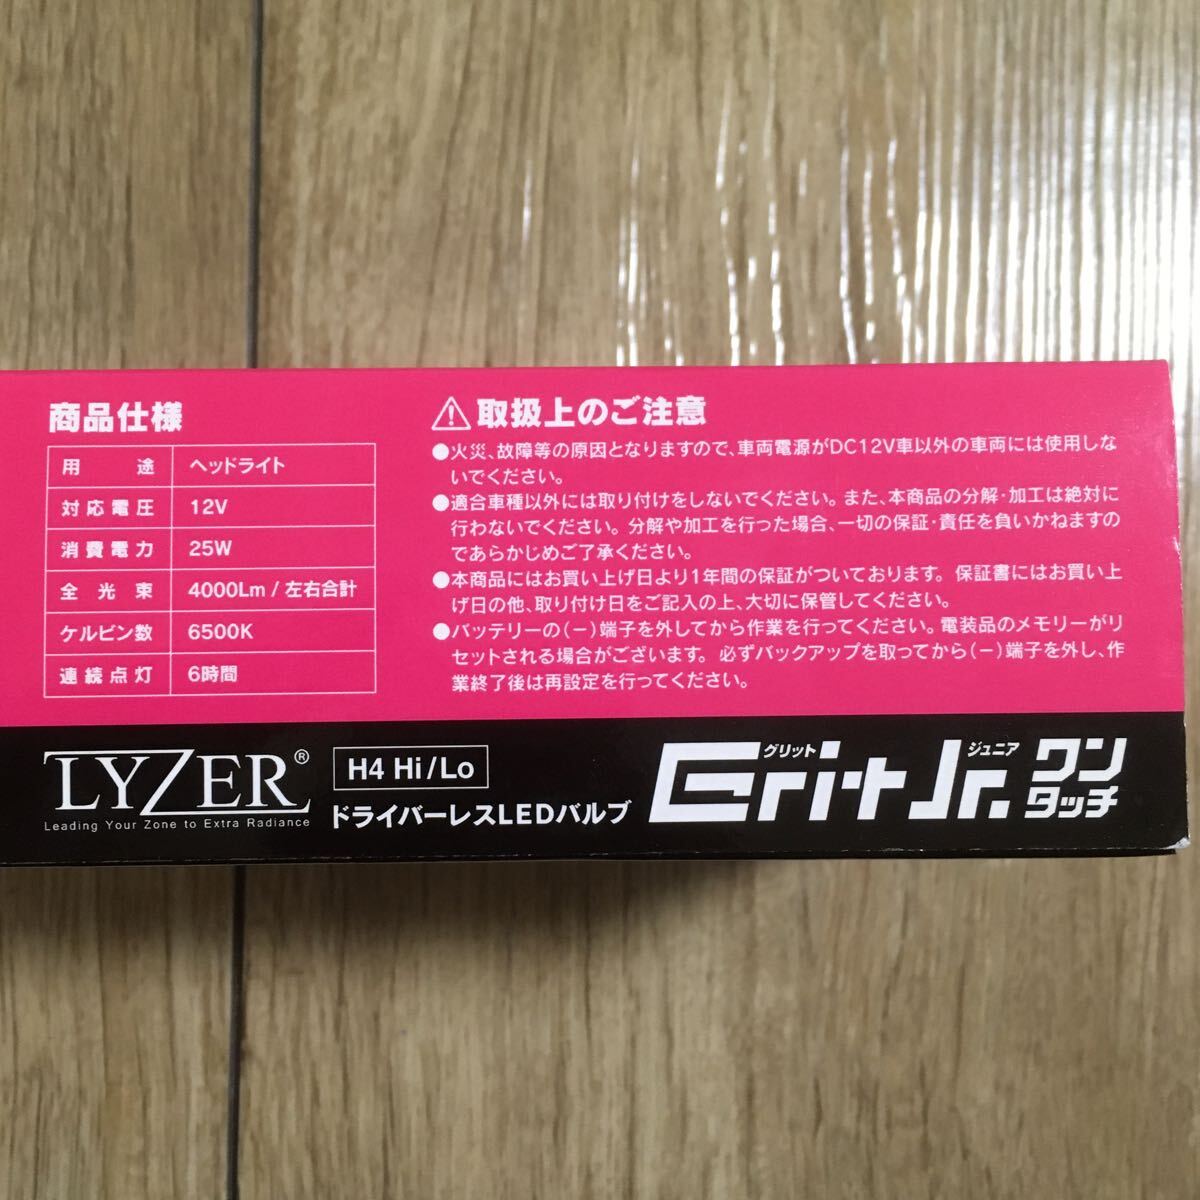 商品仕様
用途 ヘッドライト
対応電圧 12V
消費電力 25W
全光束 4000Lm / 左右合計
ケルビン数 6500K
連続点灯 6時間
取扱上のご注意
●火災、故障等の原因となりますので、車両電源がDC12V車以外の車両には使用しな
いでください。
●適合車種以外には取り付けをしないでください。また、本商品の分解・加工は絶対に
行わないでください。分解や加工を行った場合、一切の保証・責任を負いかねますの
であらかじめご了承ください。
●本商品にはお買い上げ日より1年間の保証がついております。保証書にはお買い上
げ日の他、取り付け日をご記入の上、大切に保管してください。
●バッテリーの(−)端子を外してから作業を行ってください。電装品のメモリーがリ
セットされる場合がございます。必ずバックアップを取ってから(−)端子を外し、作
業終了後は再設定を行ってください。
LYZER®
Leading Your Zone to Extra Radiance
H4 Hi/Lo
ドライバーレスLEDバルブ
グリット ジュニア
Grit Jr.
ワン
タッチ